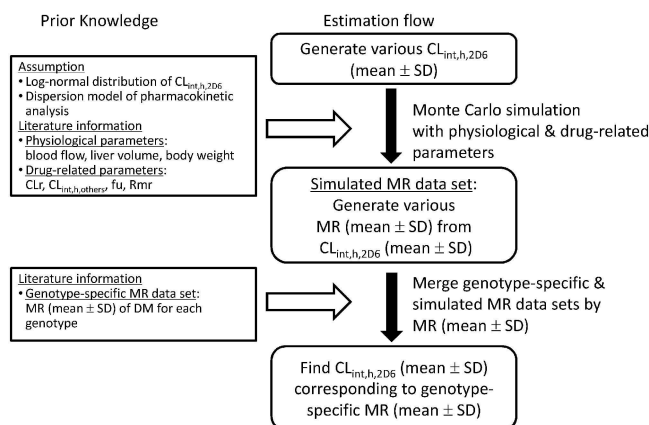 Prior Knowledge
Estimation flow
Generate various CLint,h,2D6
(mean ± SD)
Assumption
• Log-normal distribution of CLint,h,2D6
• Dispersion model of pharmacokinetic
analysis
Literature information
• Physiological parameters:
blood flow, liver volume, body weight
• Drug-related parameters:
CLr, CLint,h,others, fu, Rmr
Monte Carlo simulation
with physiological & drug-related
parameters
Simulated MR data set:
Generate various
MR (mean ± SD) from
CLint,h,2D6 (mean ± SD)
Literature information
• Genotype-specific MR data set:
MR (mean ± SD) of DM for each
genotype
Merge genotype-specific &
simulated MR data sets by
MR (mean ± SD)
Find CLint,h,2D6 (mean ± SD)
corresponding to genotype-
specific MR (mean ± SD)